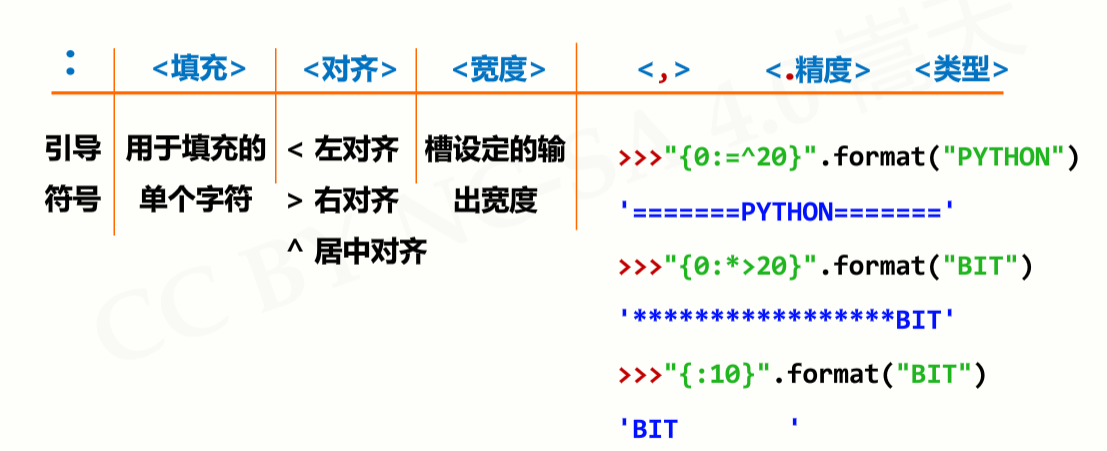 : <填充> <对齐> <宽度> <,> <.精度> <类型>
引导符号
用于填充的单个字符
< 左对齐
> 右对齐
^ 居中对齐
槽设定的输出宽度
>>>"{0:=^20}".format("PYTHON")
'=======PYTHON======='
>>>"{0:*>20}".format("BIT")
'*****************BIT'
>>>"{:10}".format("BIT")
'BIT       '
CC BY-NC-SA 4.0 嵩天